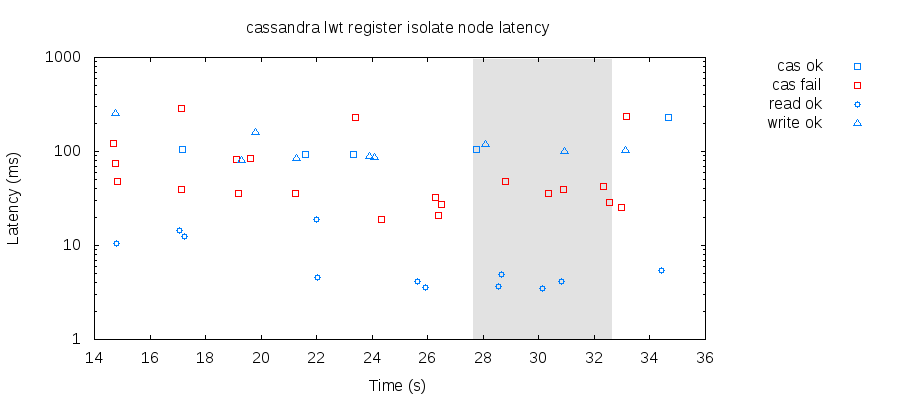 cassandra lwt register isolate node latency
1000
100
10
1
Latency (ms)
14 16 18 20 22 24 26 28 30 32 34 36
Time (s)
cas ok
cas fail
read ok
write ok